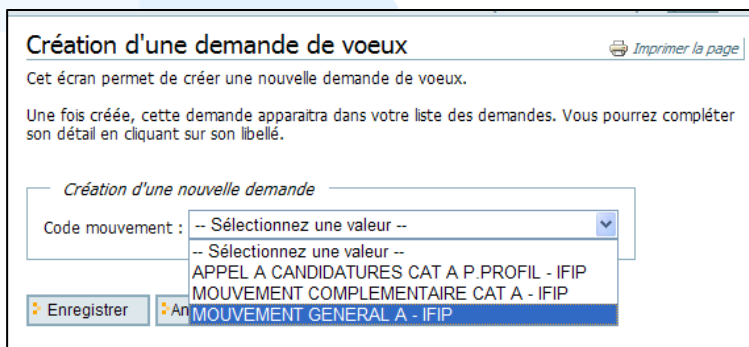 Création d'une demande de voeux
Imprimer la page
Cet écran permet de créer une nouvelle demande de voeux.
Une fois créée, cette demande apparaitra dans votre liste des demandes. Vous pourrez compléter
son détail en cliquant sur son libellé.
Création d'une nouvelle demande
Code mouvement : -- Sélectionnez une valeur --
-- Sélectionnez une valeur --
APPEL A CANDIDATURES CAT A P.PROFIL - IFIP
MOUVEMENT COMPLEMENTAIRE CAT A - IFIP
MOUVEMENT GENERAL A - IFIP
Enregistrer An